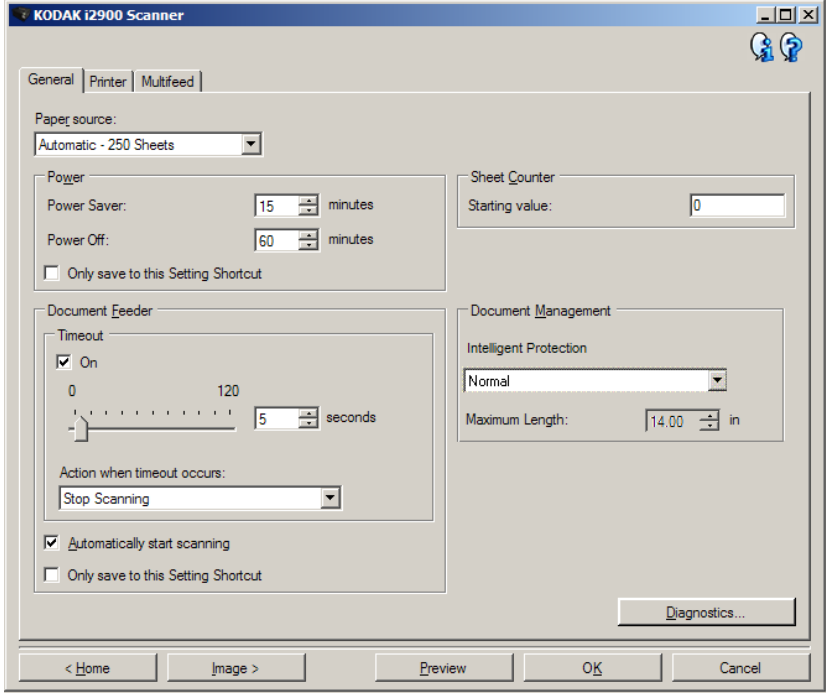 KODAK i2900 Scanner
General Printer Multifeed
Paper source:
Automatic - 250 Sheets
Power
Power Saver: 15 minutes
Power Off: 60 minutes
Only save to this Setting Shortcut
Sheet Counter
Starting value: 0
Document Feeder
Timeout
On
0 120
5 seconds
Action when timeout occurs:
Stop Scanning
Automatically start scanning
Only save to this Setting Shortcut
Document Management
Intelligent Protection
Normal
Maximum Length: 14.00 in
Diagnostics...
< Home Image > Preview OK Cancel